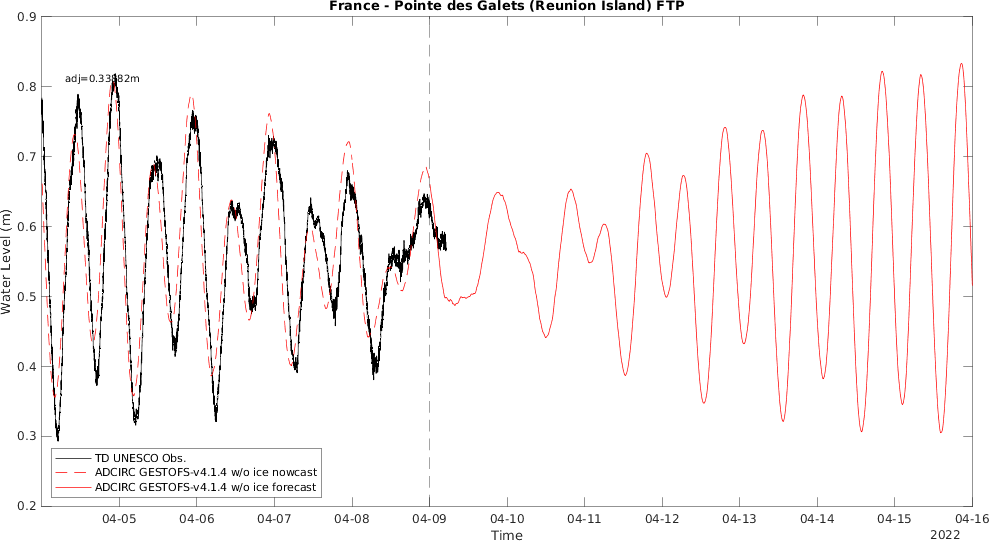 France - Pointe des Galets (Reunion Island) FTP
0.9
0.8
0.7
0.6
0.5
0.4
0.3
0.2
Water Level (m)
TD UNESCO Obs.
ADCIRC GESTOFS-v4.1.4 w/o ice nowcast
ADCIRC GESTOFS-v4.1.4 w/o ice forecast
04-05 04-06 04-07 04-08 04-09 04-10 04-11 04-12 04-13 04-14 04-15 04-16
Time
2022